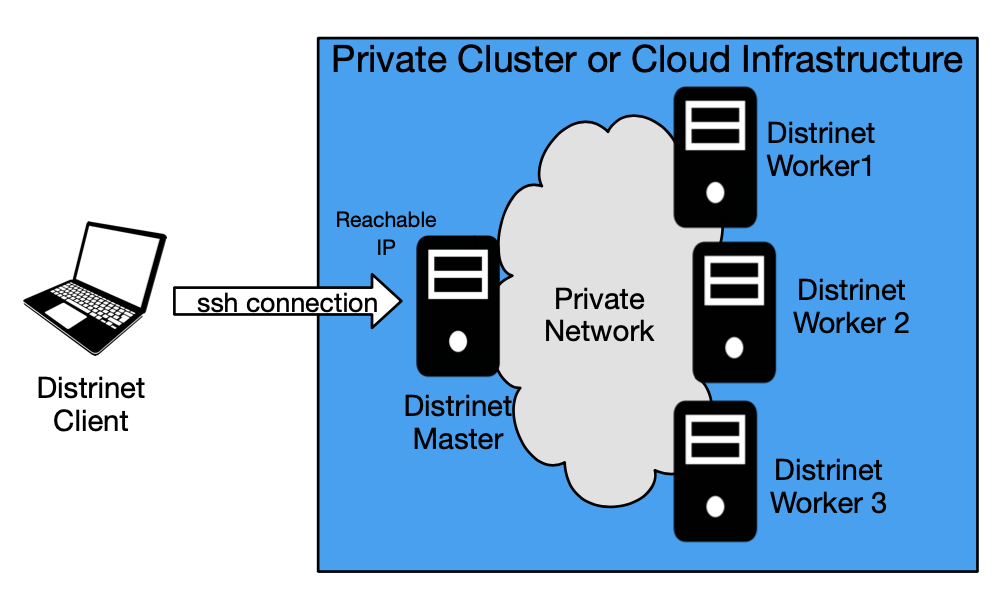 Private Cluster or Cloud Infrastructure
Distrinet
Worker1
Reachable
IP
ssh connection
Private
Network
Distrinet
Worker 2
Distrinet
Client
Distrinet
Master
Distrinet
Worker 3